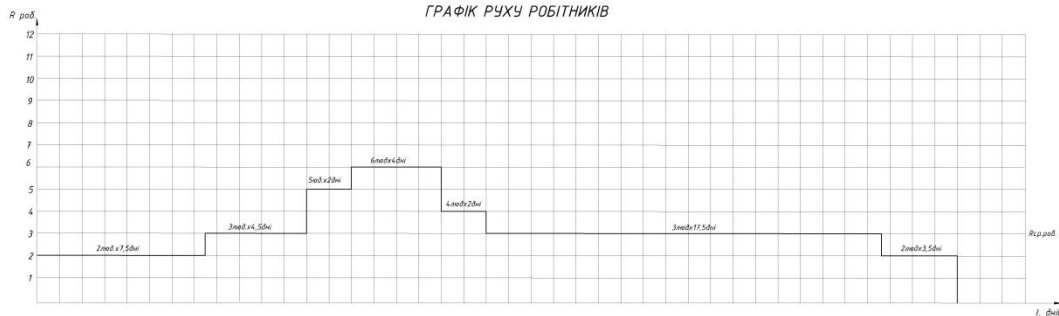 ГРАФІК РУХУ РОБІТНИКІВ
R роб.
12
11
10
9
8
7
6
5
4
3
2
1
6людх4дні
5юд.х2дні
4людх2дні
3люд.х4,5дні
3людх17,5дні
Rср.роб.
2люд.х7,5дні
2людх3,5дні
t, дні